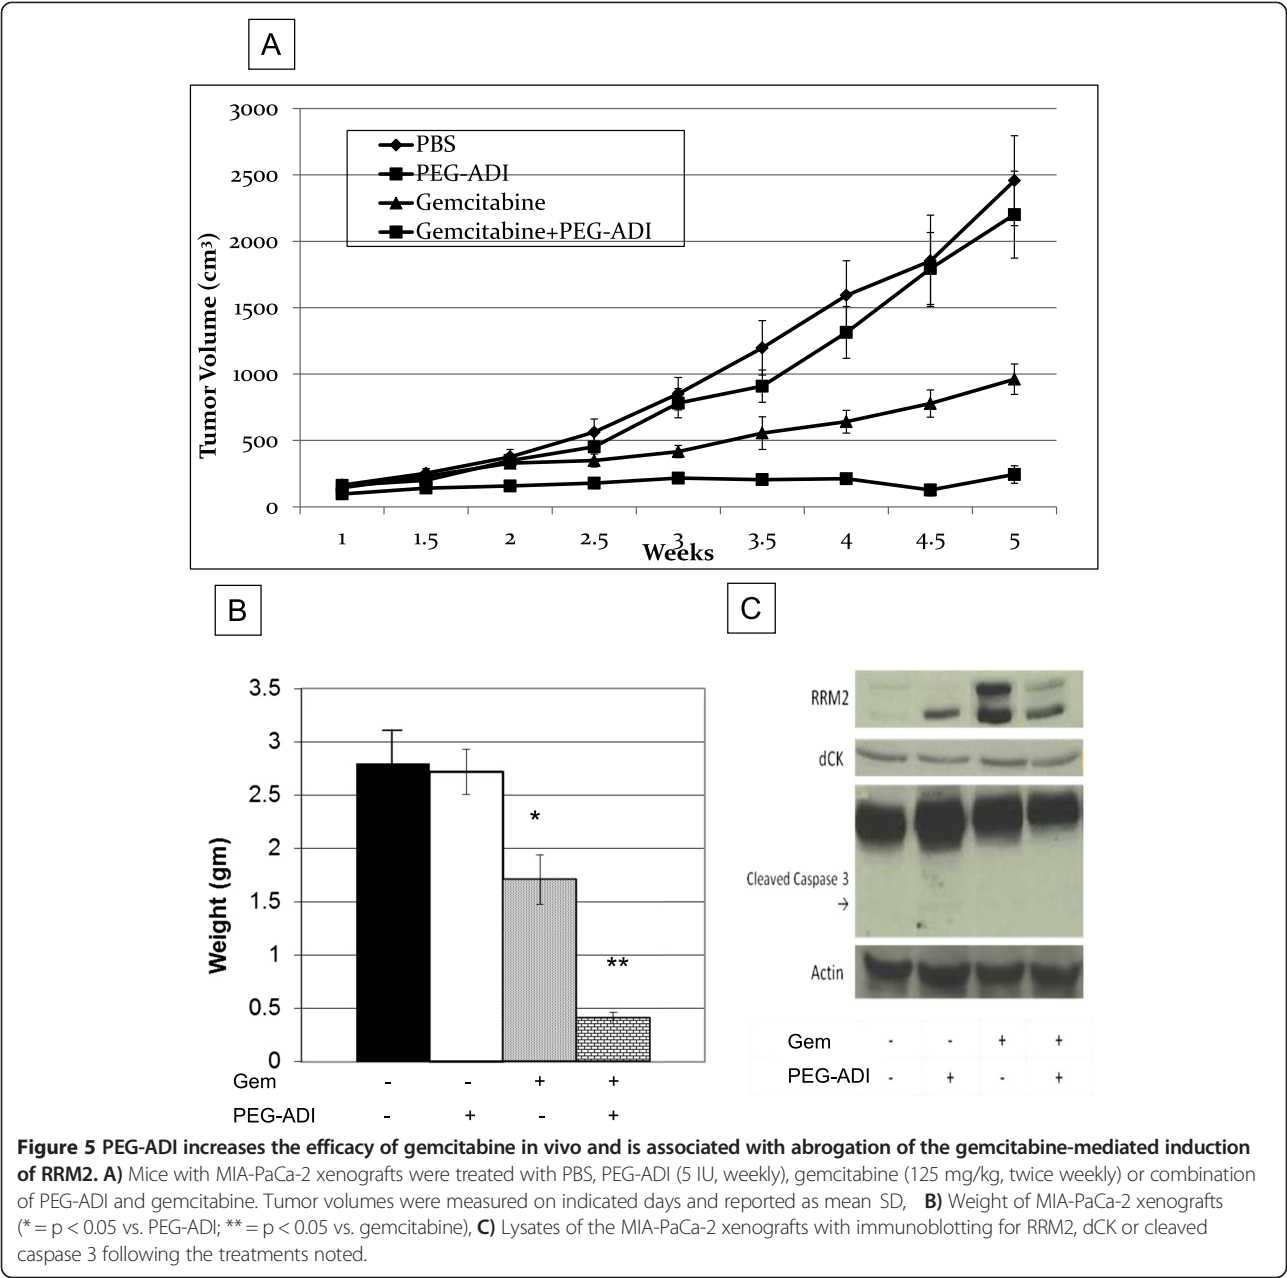 A
3000
2500
2000
1500
1000
500
0
Tumor Volume (cm³)
PBS
PEG-ADI
Gemcitabine
Gemcitabine+PEG-ADI
1 1.5 2 2.5 3 3.5 4 4.5 5
Weeks
B
3.5
3
2.5
2
1.5
1
0.5
0
Weight (gm)
*
**
Gem - - + +
PEG-ADI - + - +
C
RRM2
dCK
Cleaved Caspase 3
→
Actin
Gem - - + +
PEG-ADI - + - +
Figure 5 PEG-ADI increases the efficacy of gemcitabine in vivo and is associated with abrogation of the gemcitabine-mediated induction
of RRM2. A) Mice with MIA-PaCa-2 xenografts were treated with PBS, PEG-ADI (5 IU, weekly), gemcitabine (125 mg/kg, twice weekly) or combination
of PEG-ADI and gemcitabine. Tumor volumes were measured on indicated days and reported as mean SD, B) Weight of MIA-PaCa-2 xenografts
(* = p < 0.05 vs. PEG-ADI; ** = p < 0.05 vs. gemcitabine), C) Lysates of the MIA-PaCa-2 xenografts with immunoblotting for RRM2, dCK or cleaved
caspase 3 following the treatments noted.